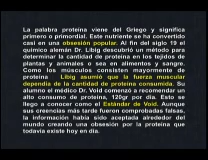 La palabra proteína viene del Griego y significa
primero o primordial. Este nutriente se ha convertido
casi en una obsesión popular. Al fin del siglo 19 el
químico alemán Dr. Libig descubrió un método para
determinar la cantidad de proteína en los tejidos de
plantas y animales o sea en alimentos y sangre.
Como los músculos consisten mayormente de
proteína Libig asumió que la fuerza muscular
dependía de la cantidad de proteína consumida. Su
alumno el médico Dr. Void comenzó a recomendar un
alto consumo de proteína, 120gr por día. Esto se
llego a conocer como el Estándar de Void. Aunque
sus creencias más tarde fueron comprobadas falsas,
la información había sido aceptada alrededor del
mundo creando una obsesión por la proteína que
todavía existe hoy en día.